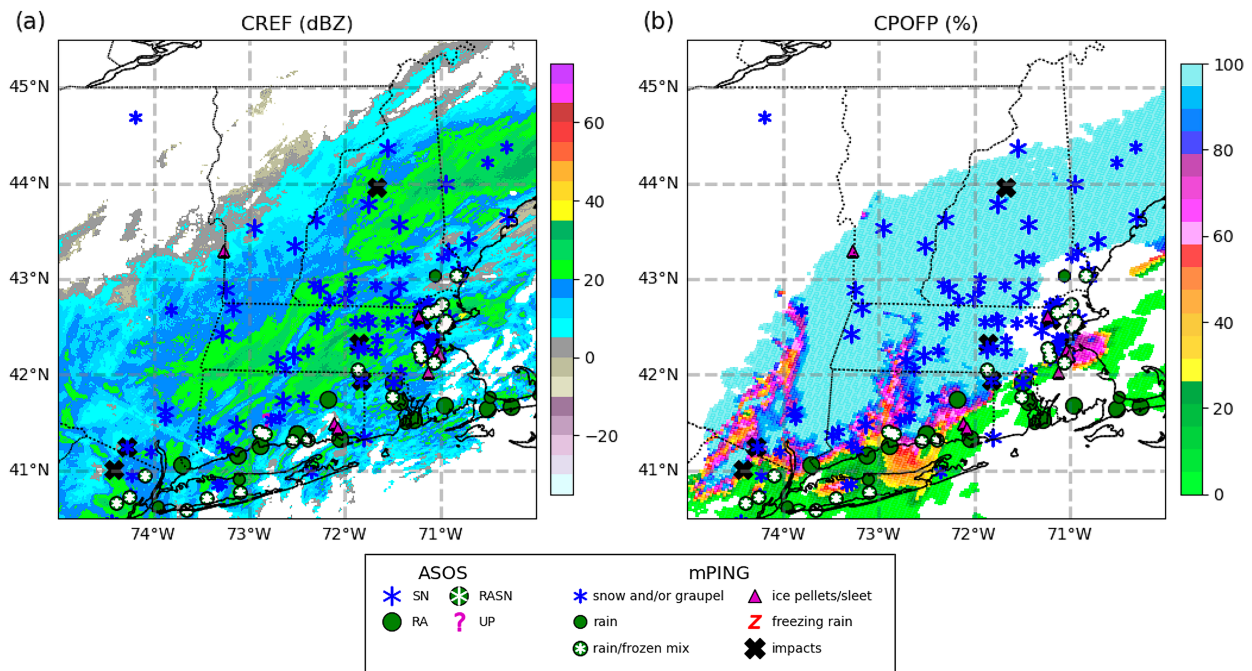 (a) CREF (dBZ)
(b) CPOFP (%)
45°N
44°N
43°N
42°N
41°N
74°W 73°W 72°W 71°W
60
40
20
0
−20
45°N
44°N
43°N
42°N
41°N
74°W 73°W 72°W 71°W
100
80
60
40
20
0
ASOS mPING
SN RASN snow and/or graupel ice pellets/sleet
RA ? UP rain Z freezing rain
rain/frozen mix impacts